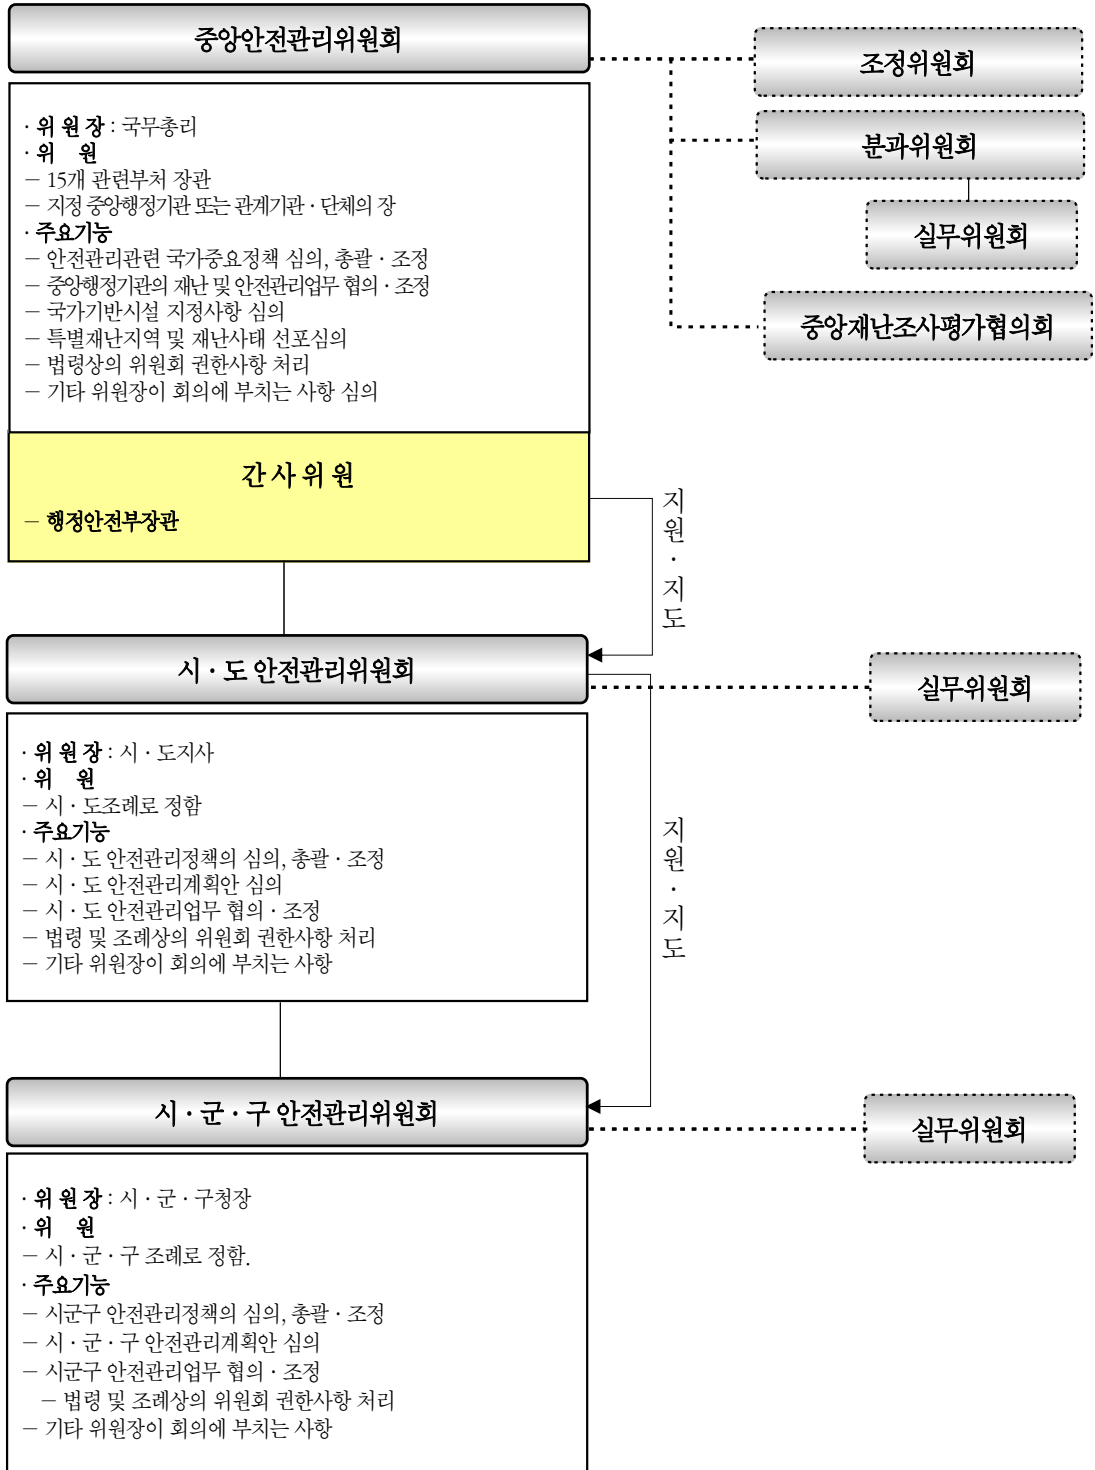 중앙안전관리위원회
조정위원회
분과위원회
실무위원회
중앙재난조사평가협의회
· 위 원 장 : 국무총리
· 위 원
– 15개 관련부처 장관
– 지정 중앙행정기관 또는 관계기관 · 단체의 장
· 주요기능
– 안전관리관련 국가중요정책 심의, 총괄 · 조정
– 중앙행정기관의 재난 및 안전관리업무 협의 · 조정
– 국가기반시설 지정사항 심의
– 특별재난지역 및 재난사태 선포심의
– 법령상의 위원회 권한사항 처리
– 기타 위원장이 회의에 부치는 사항 심의
간 사 위 원
– 행정안전부장관
지원 · 지도
시 · 도 안전관리위원회
실무위원회
· 위 원 장 : 시 · 도지사
· 위 원
– 시 · 도조례로 정함
· 주요기능
– 시 · 도 안전관리정책의 심의, 총괄 · 조정
– 시 · 도 안전관리계획안 심의
– 시 · 도 안전관리업무 협의 · 조정
– 법령 및 조례상의 위원회 권한사항 처리
– 기타 위원장이 회의에 부치는 사항
지원 · 지도
시 · 군 · 구 안전관리위원회
실무위원회
· 위 원 장 : 시 · 군 · 구청장
· 위 원
– 시 · 군 · 구 조례로 정함.
· 주요기능
– 시군구 안전관리정책의 심의, 총괄 · 조정
– 시 · 군 · 구 안전관리계획안 심의
– 시군구 안전관리업무 협의 · 조정
– 법령 및 조례상의 위원회 권한사항 처리
– 기타 위원장이 회의에 부치는 사항